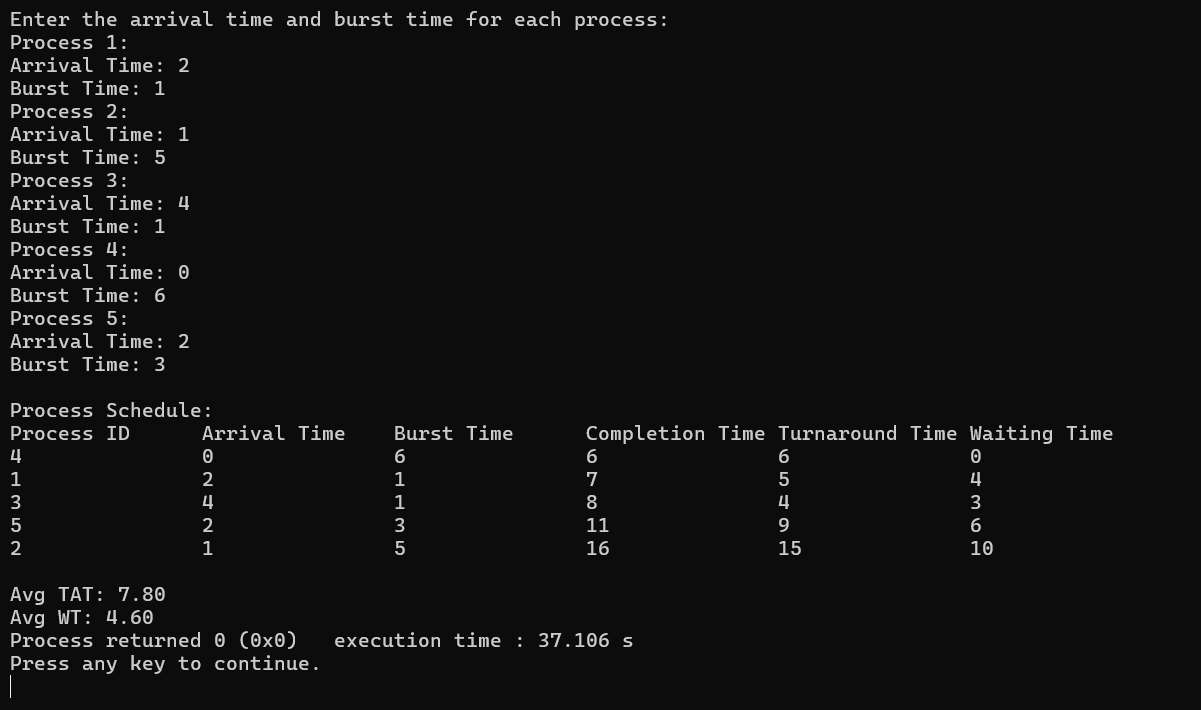 Enter the arrival time and burst time for each process:
Process 1:
Arrival Time: 2
Burst Time: 1
Process 2:
Arrival Time: 1
Burst Time: 5
Process 3:
Arrival Time: 4
Burst Time: 1
Process 4:
Arrival Time: 0
Burst Time: 6
Process 5:
Arrival Time: 2
Burst Time: 3

Process Schedule:
Process ID      Arrival Time    Burst Time      Completion Time Turnaround Time Waiting Time
4               0               6               6               6               0
1               2               1               7               5               4
3               4               1               8               4               3
5               2               3               11              9               6
2               1               5               16              15              10

Avg TAT: 7.80
Avg WT: 4.60
Process returned 0 (0x0)   execution time : 37.106 s
Press any key to continue.